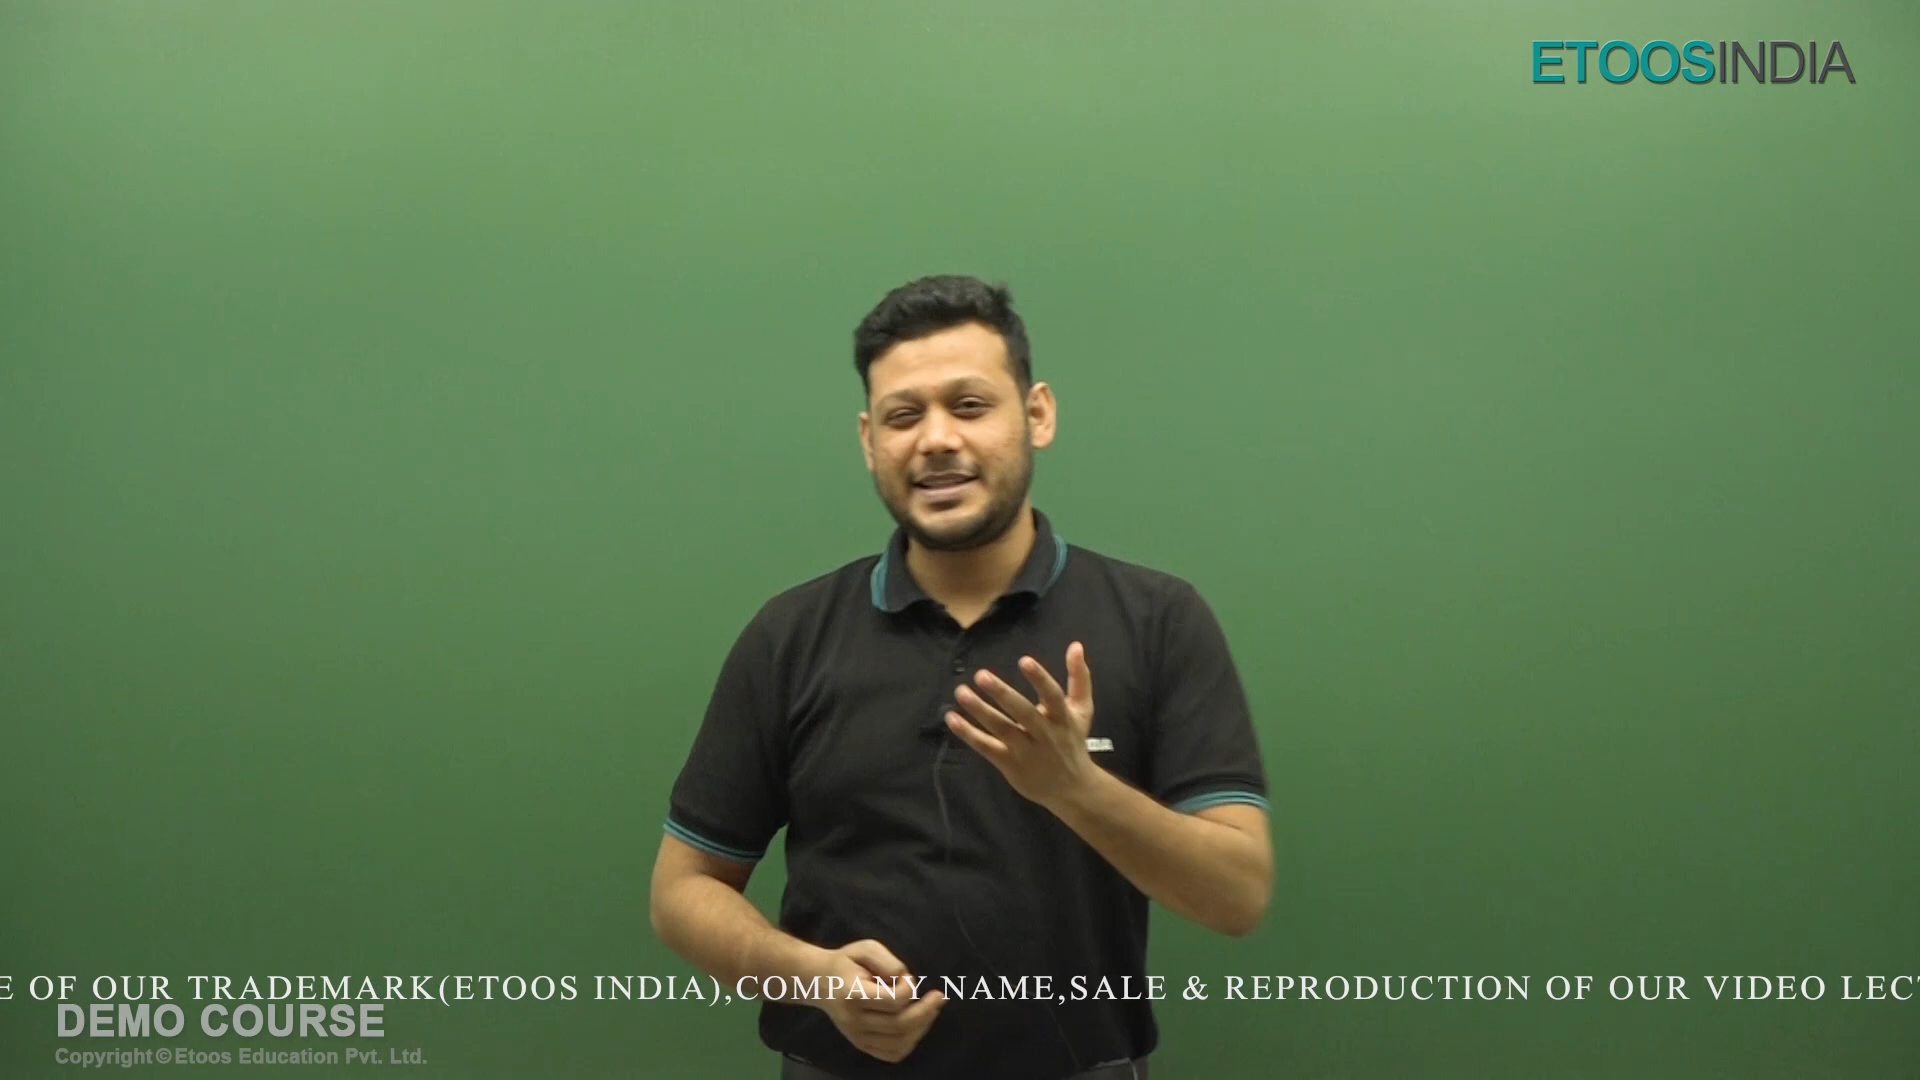 ETOOSINDIA
E OF OUR TRADEMARK(ETOOS INDIA),COMPANY NAME,SALE & REPRODUCTION OF OUR VIDEO LEC
DEMO COURSE
Copyright©Etoos Education Pvt. Ltd.